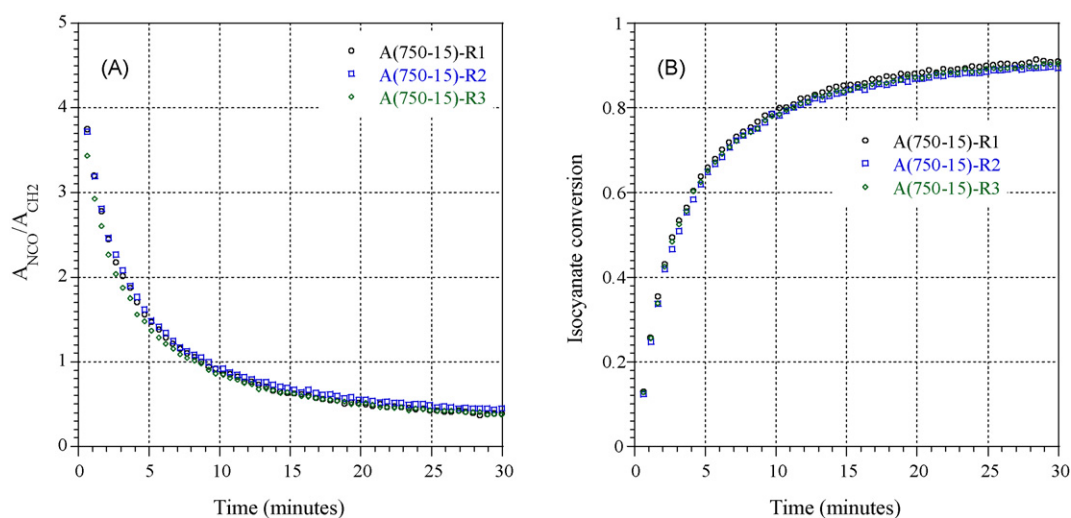 (A)
A(750-15)-R1
A(750-15)-R2
A(750-15)-R3
A_NCO/A_CH2
5
4
3
2
1
0
0 5 10 15 20 25 30
Time (minutes)
(B)
A(750-15)-R1
A(750-15)-R2
A(750-15)-R3
Isocyanate conversion
1
0.8
0.6
0.4
0.2
0
0 5 10 15 20 25 30
Time (minutes)